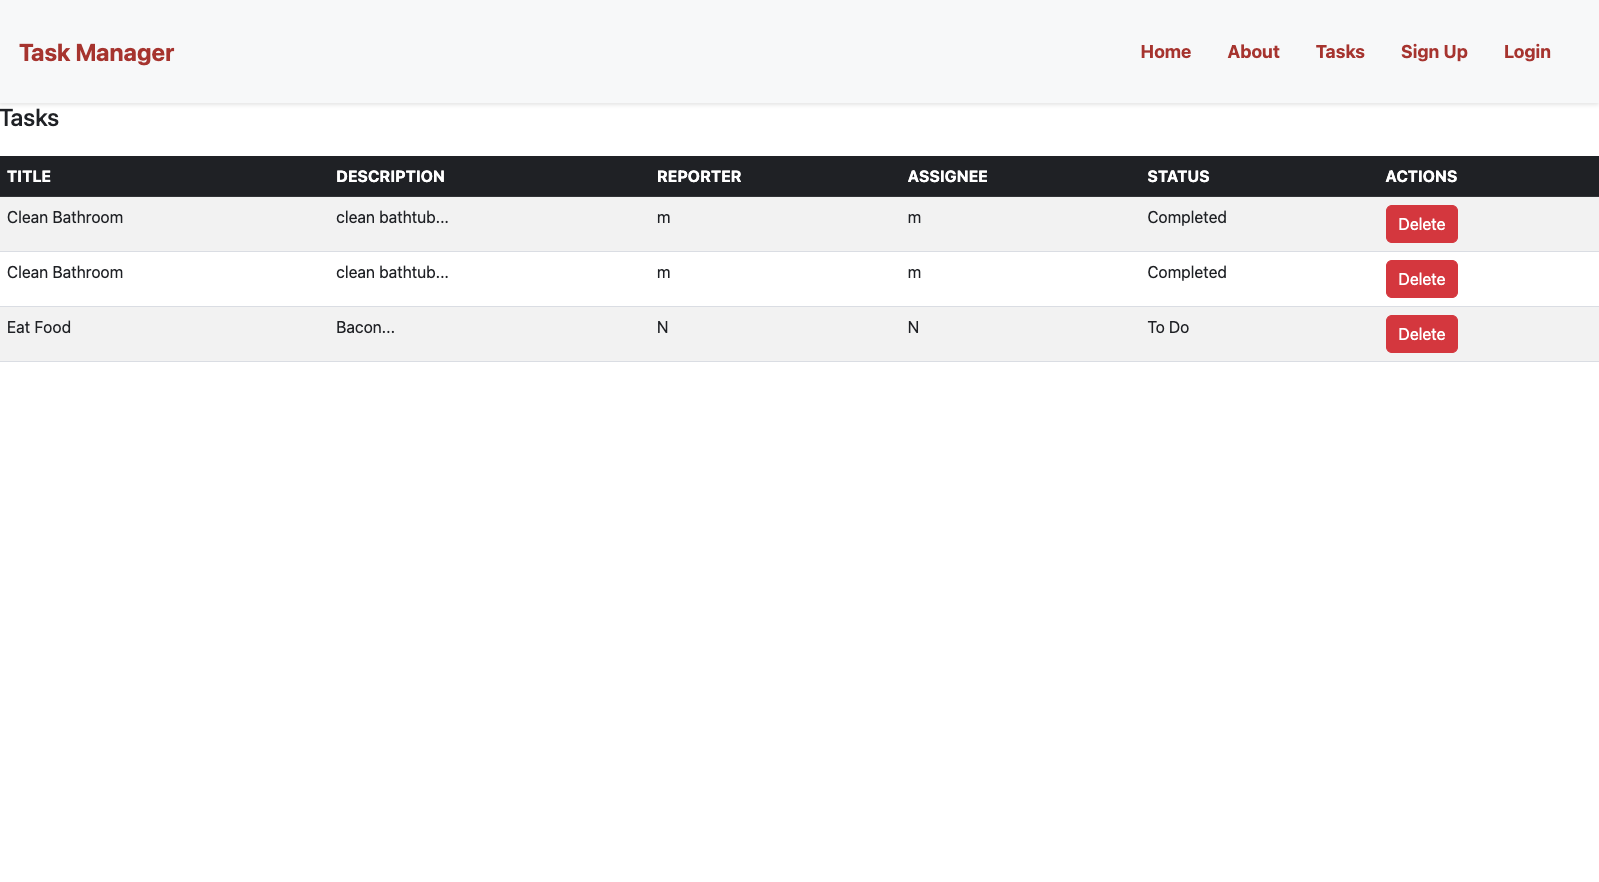 Task Manager Home About Tasks Sign Up Login
Tasks
TITLE DESCRIPTION REPORTER ASSIGNEE STATUS ACTIONS
Clean Bathroom clean bathtub... m m Completed Delete
Clean Bathroom clean bathtub... m m Completed Delete
Eat Food Bacon... N N To Do Delete